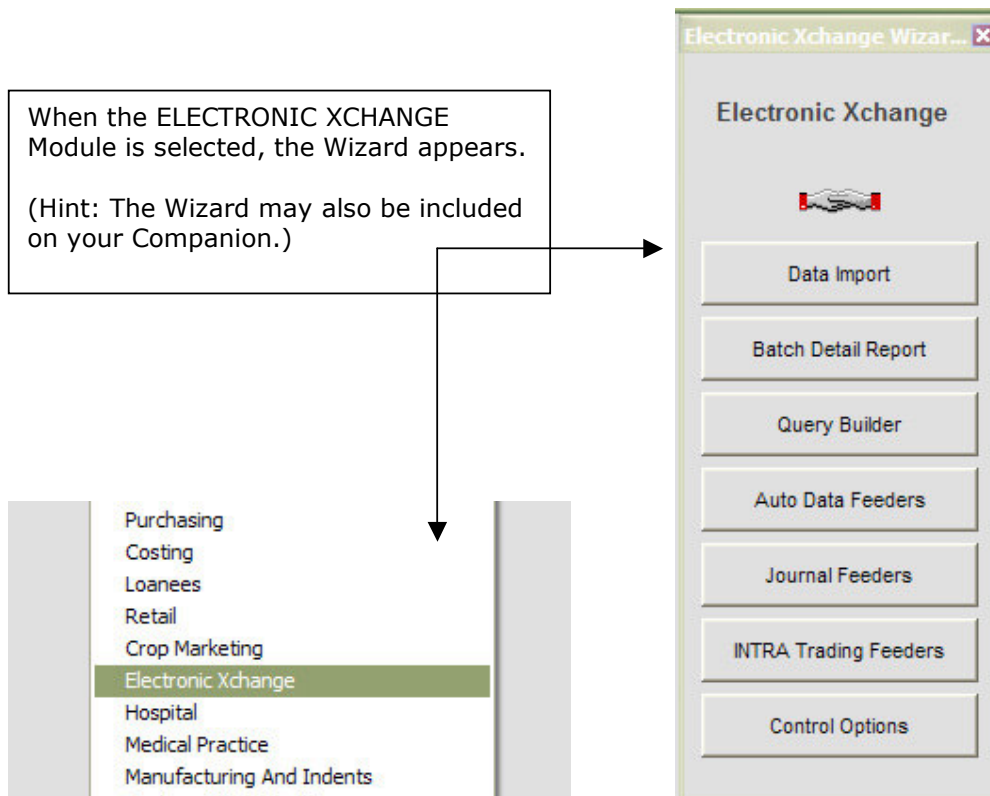 Electronic Xchange Wizar...
When the ELECTRONIC XCHANGE
Module is selected, the Wizard appears.
(Hint: The Wizard may also be included
on your Companion.)
Electronic Xchange
Data Import
Batch Detail Report
Query Builder
Auto Data Feeders
Journal Feeders
INTRA Trading Feeders
Control Options
Purchasing
Costing
Loanees
Retail
Crop Marketing
Electronic Xchange
Hospital
Medical Practice
Manufacturing And Indents